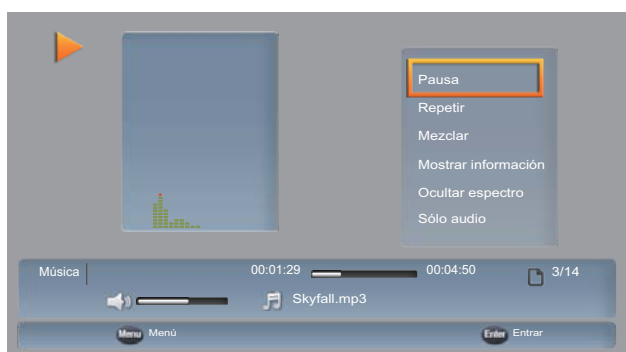 Pausa
Repetir
Mezclar
Mostrar información
Ocultar espectro
Sólo audio
Música 00:01:29 00:04:50 3/14
Skyfall.mp3
Menu Menú Enter Entrar